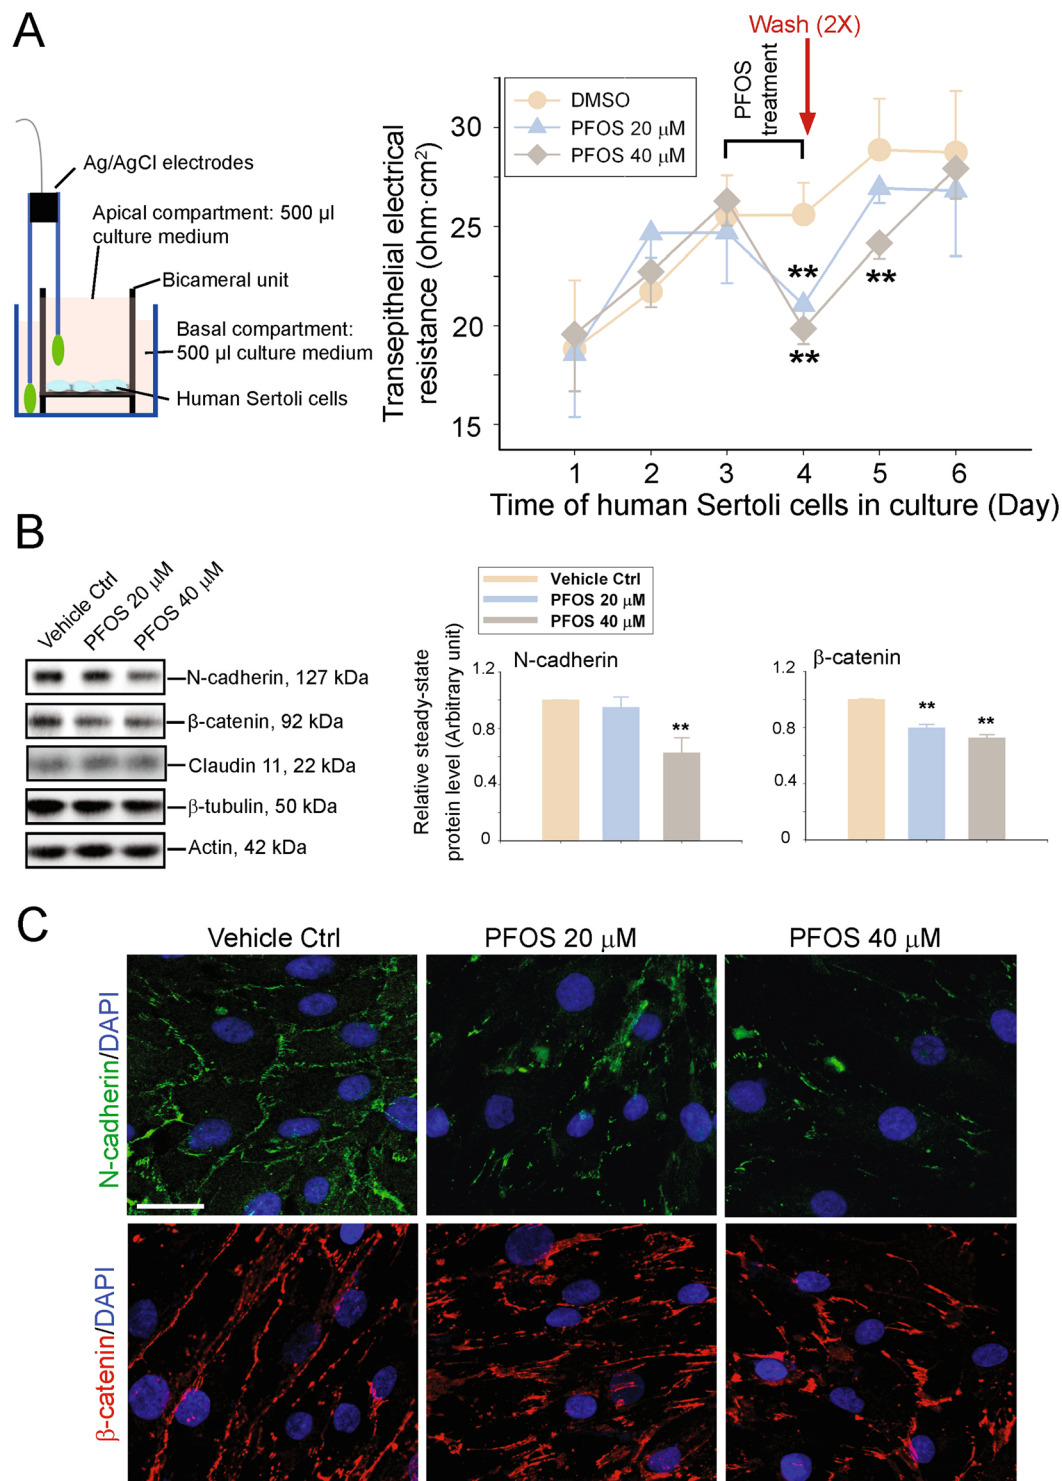 A
Wash (2X)
PFOS
treatment
DMSO
PFOS 20 μM
PFOS 40 μM
Ag/AgCl electrodes
Apical compartment: 500 μl
culture medium
Bicameral unit
Basal compartment:
500 μl culture medium
Human Sertoli cells
Transepithelial electrical
resistance (ohm·cm²)
30
25
20
15
**
**
**
1 2 3 4 5 6
Time of human Sertoli cells in culture (Day)
B
Vehicle Ctrl
PFOS 20 μM
PFOS 40 μM
N-cadherin, 127 kDa
β-catenin, 92 kDa
Claudin 11, 22 kDa
β-tubulin, 50 kDa
Actin, 42 kDa
Vehicle Ctrl
PFOS 20 μM
PFOS 40 μM
Relative steady-state
protein level (Arbitrary unit)
N-cadherin
1.2
0.8
0.4
0
**
β-catenin
1.2
0.8
0.4
0
**
**
C
Vehicle Ctrl
PFOS 20 μM
PFOS 40 μM
N-cadherin/DAPI
β-catenin/DAPI